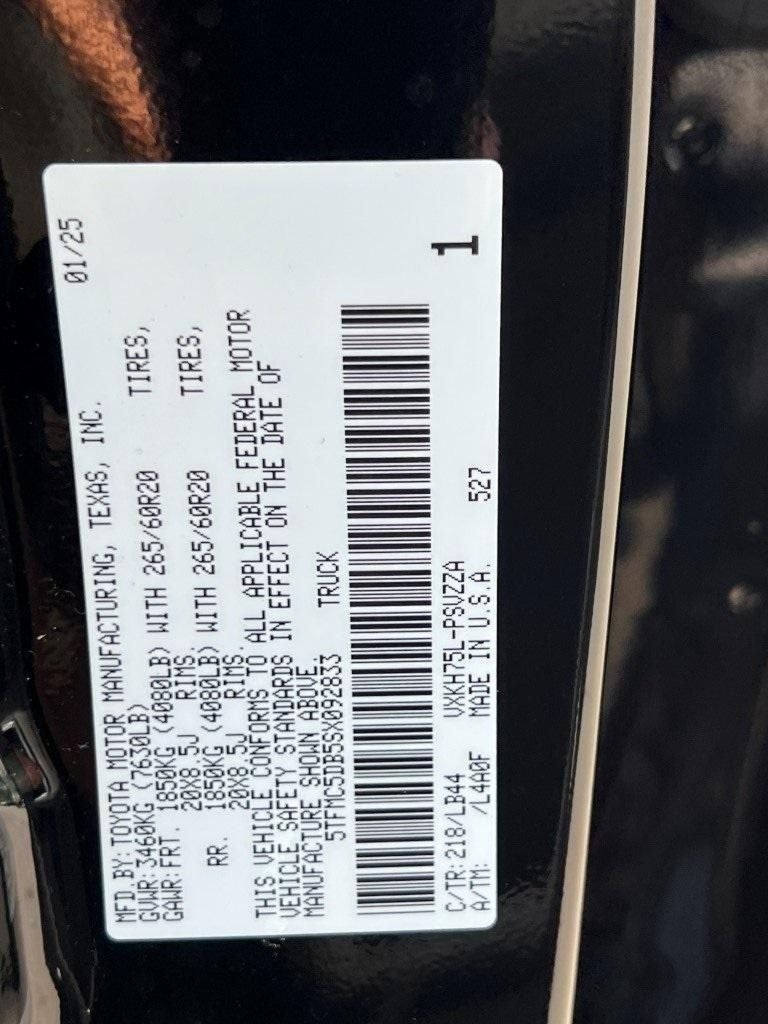 01/25
MFD.BY:TOYOTA MOTOR MANUFACTURING, TEXAS, INC.
GVWR:3460KG (7630LB)
GAWR:FRT. 1850KG (4080LB) WITH 265/60R20 TIRES,
20X8.5J RIMS.
RR. 1850KG (4080LB) WITH 265/60R20 TIRES,
20X8.5J RIMS.
THIS VEHICLE CONFORMS TO ALL APPLICABLE FEDERAL MOTOR
VEHICLE SAFETY STANDARDS IN EFFECT ON THE DATE OF
MANUFACTURE SHOWN ABOVE.
5TFMC5DB5SX092833 TRUCK
C/TR:218/LB44 VXKH75L-PSVZZA 1
A/TM: /L4A0F MADE IN U.S.A. 527